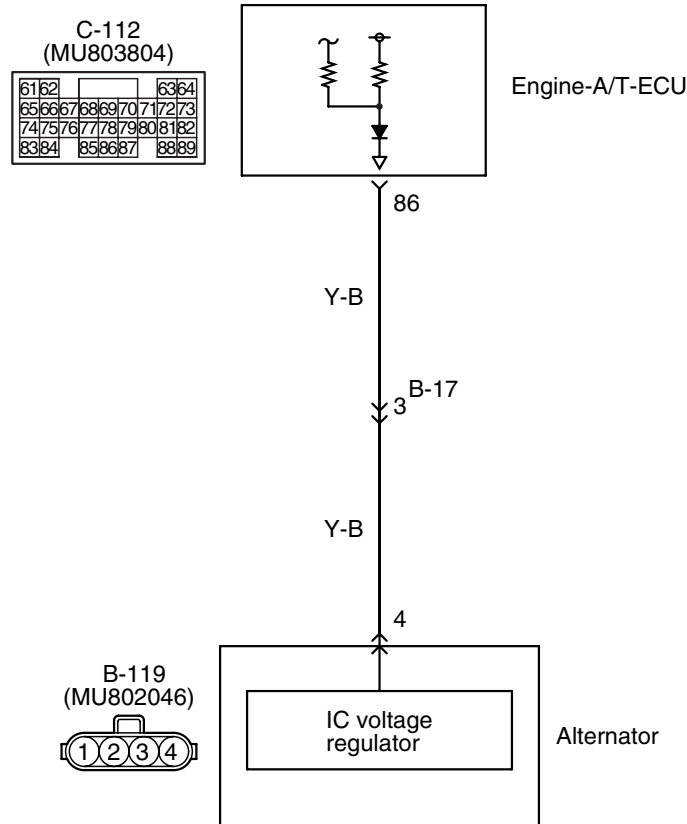 C-112
(MU803804)
61 62 63 64
65 66 67 68 69 70 71 72 73
74 75 76 77 78 79 80 81 82
83 84 85 86 87 88 89
Engine-A/T-ECU
86
Y-B
B-17
3
Y-B
4
B-119
(MU802046)
1 2 3 4
IC voltage
regulator
Alternator